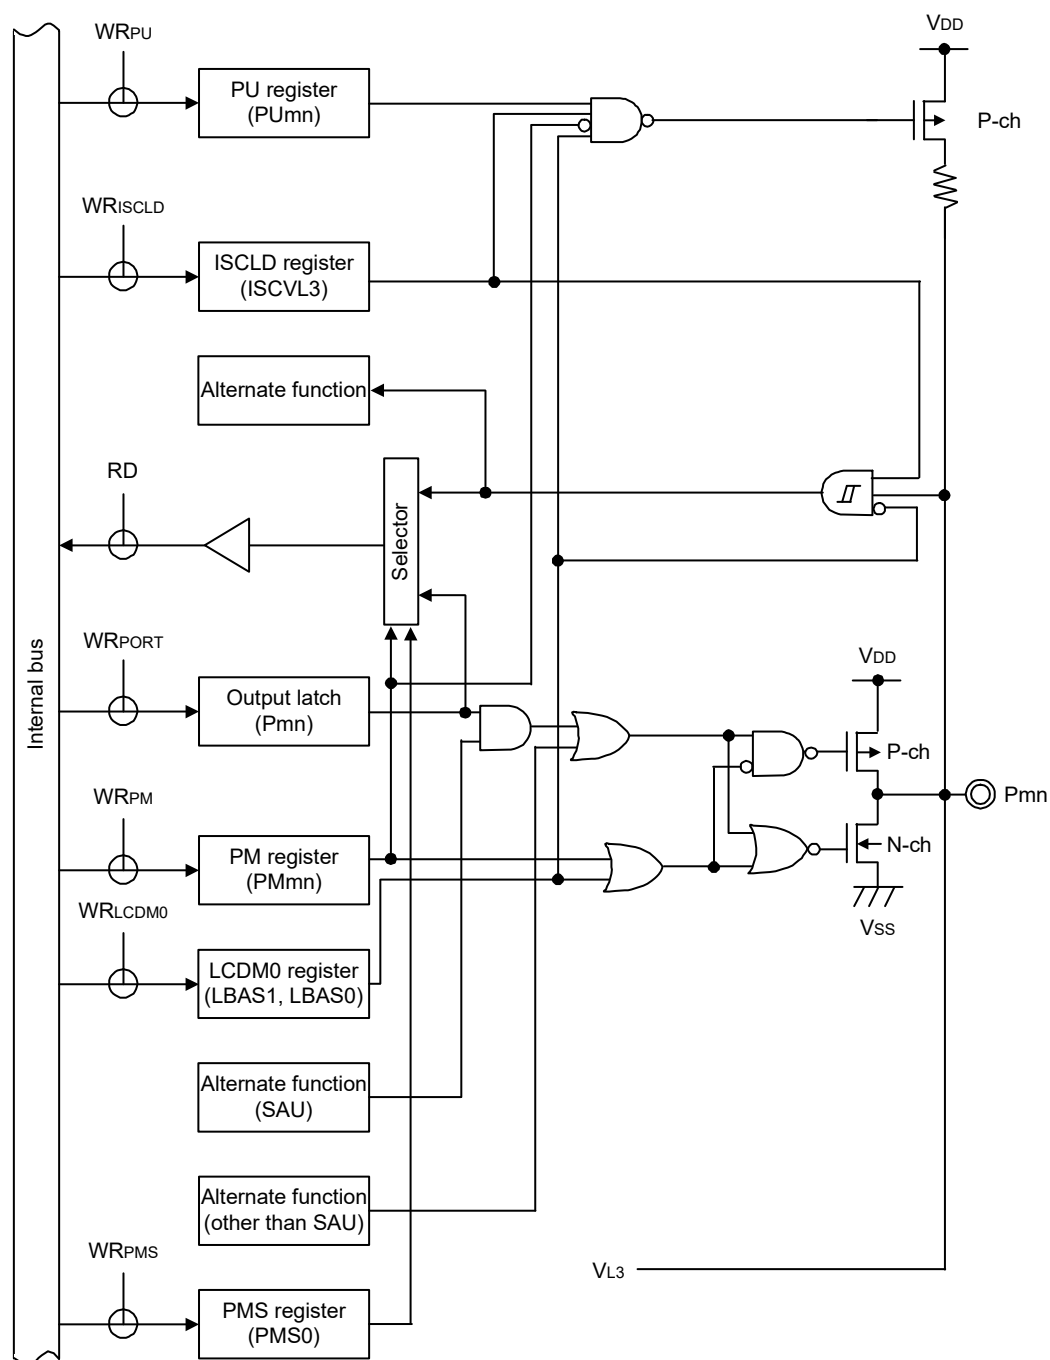 WRPU
VDD
PU register
(PUmn)
P-ch
WRISCLD
ISCLD register
(ISCVL3)
Alternate function
RD
Selector
Internal bus
WRPORT
VDD
Output latch
(Pmn)
P-ch
Pmn
WRPM
PM register
(PMmn)
N-ch
WRLCDM0
VSS
LCDM0 register
(LBAS1, LBAS0)
Alternate function
(SAU)
Alternate function
(other than SAU)
WRPMS
VL3
PMS register
(PMS0)